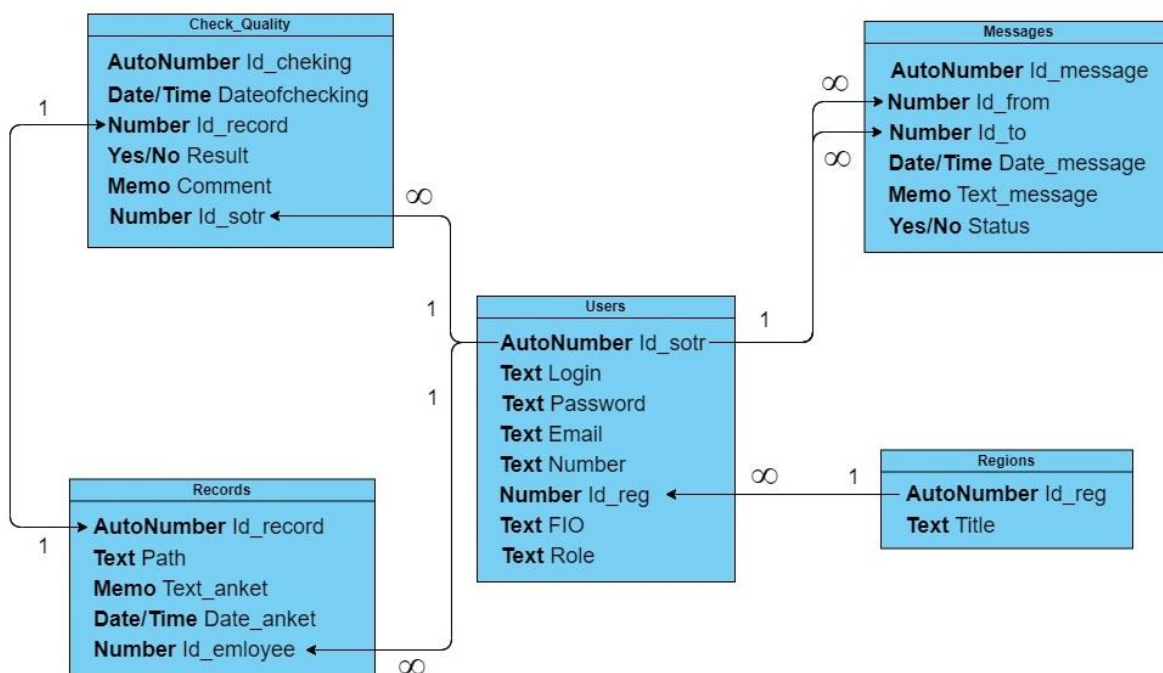 Check_Quality
AutoNumber Id_cheking
Date/Time Dateofchecking
Number Id_record
Yes/No Result
Memo Comment
Number Id_sotr
Messages
AutoNumber Id_message
Number Id_from
Number Id_to
Date/Time Date_message
Memo Text_message
Yes/No Status
1
∞
∞
∞
1
1
1
Users
AutoNumber Id_sotr
Text Login
Text Password
Text Email
Text Number
Number Id_reg
Text FIO
Text Role
∞
1
Regions
AutoNumber Id_reg
Text Title
1
Records
AutoNumber Id_record
Text Path
Memo Text_anket
Date/Time Date_anket
Number Id_emloyee
∞